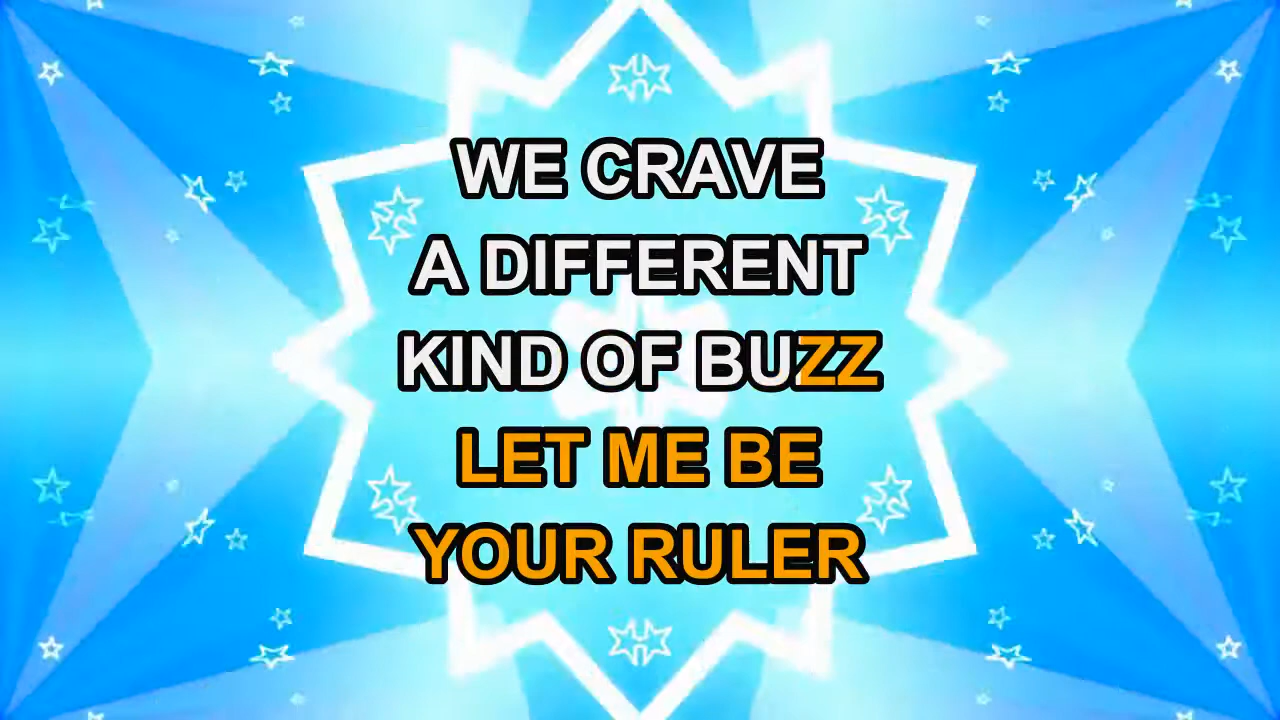 WE CRAVE
A DIFFERENT
KIND OF BUZZ
LET ME BE
YOUR RULER